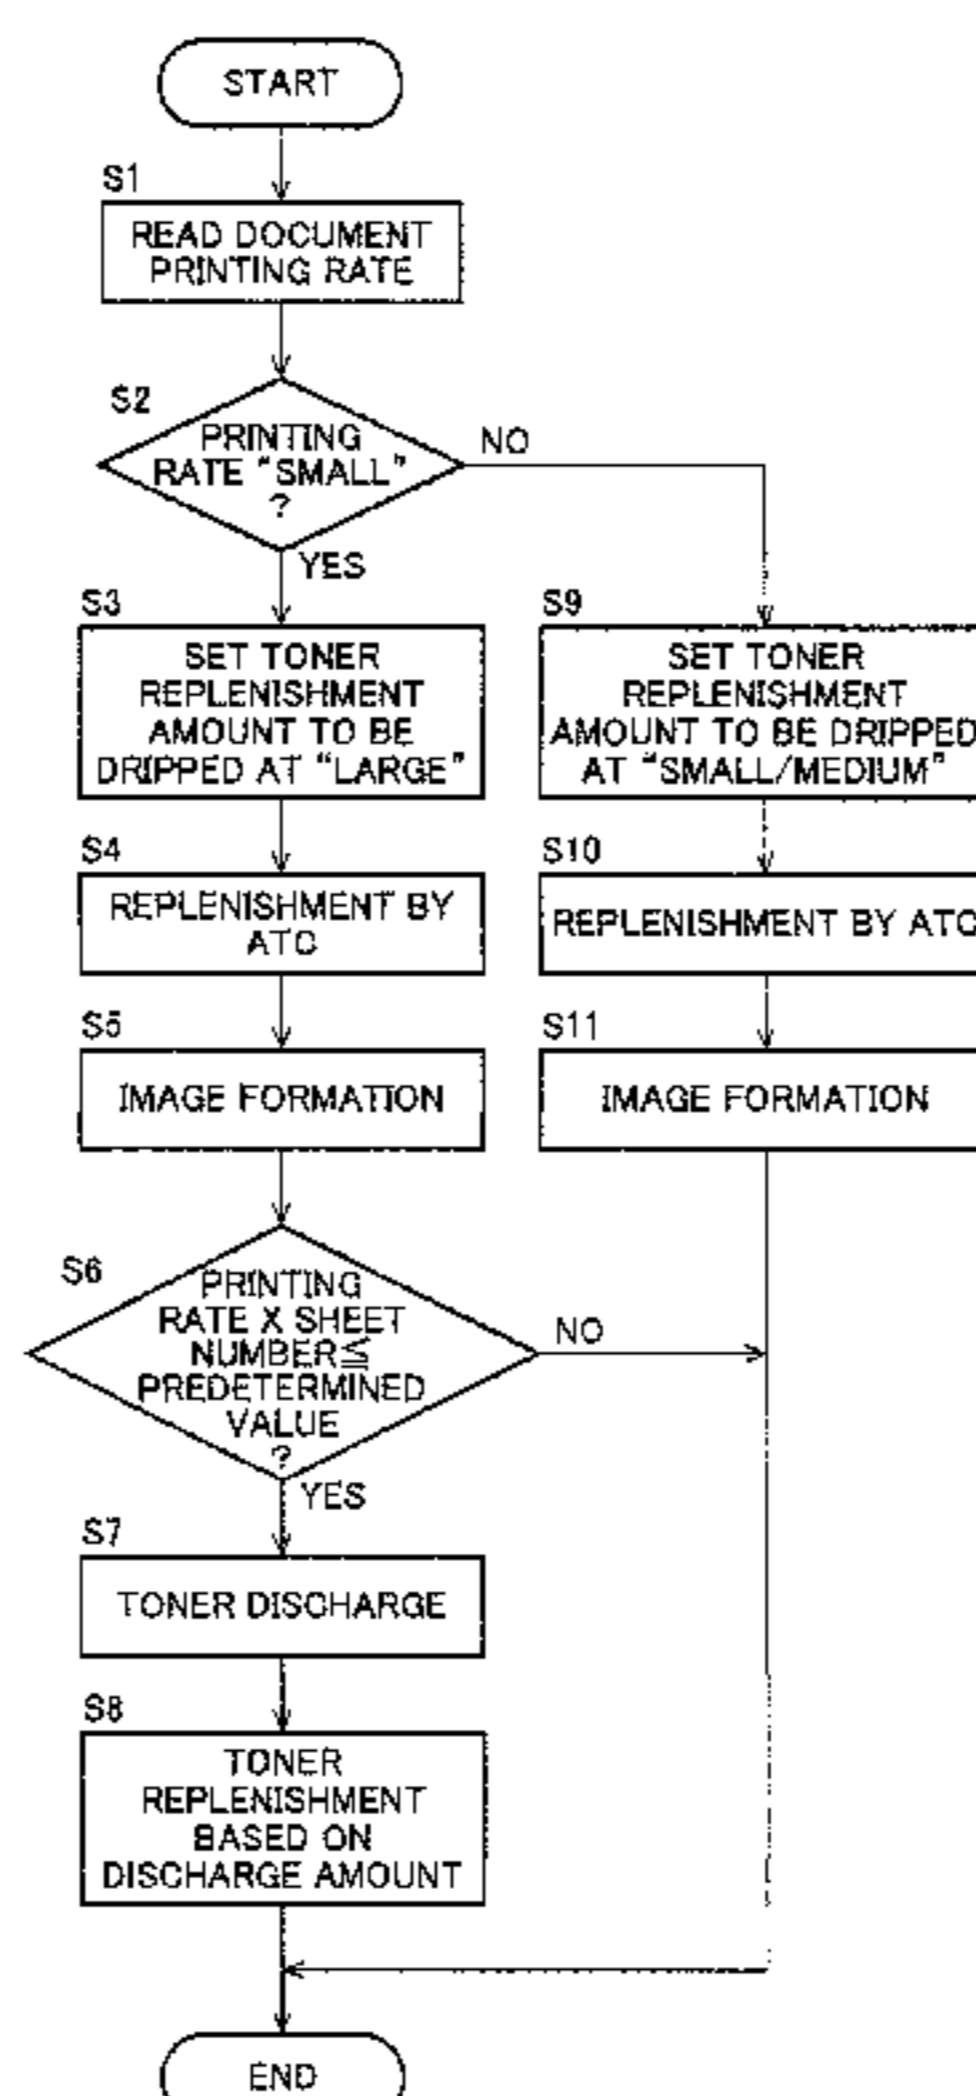 START
S1
READ DOCUMENT
PRINTING RATE
S2
PRINTING
RATE “SMALL”
?
NO
YES
S3
SET TONER
REPLENISHMENT
AMOUNT TO BE
DRIPPED AT “LARGE”
S9
SET TONER
REPLENISHMENT
AMOUNT TO BE DRIPPED
AT “SMALL/MEDIUM”
S4
REPLENISHMENT BY
ATC
S10
REPLENISHMENT BY ATC
S5
IMAGE FORMATION
S11
IMAGE FORMATION
S6
PRINTING
RATE X SHEET
NUMBER≦
PREDETERMINED
VALUE
?
NO
YES
S7
TONER DISCHARGE
S8
TONER
REPLENISHMENT
BASED ON
DISCHARGE AMOUNT
END